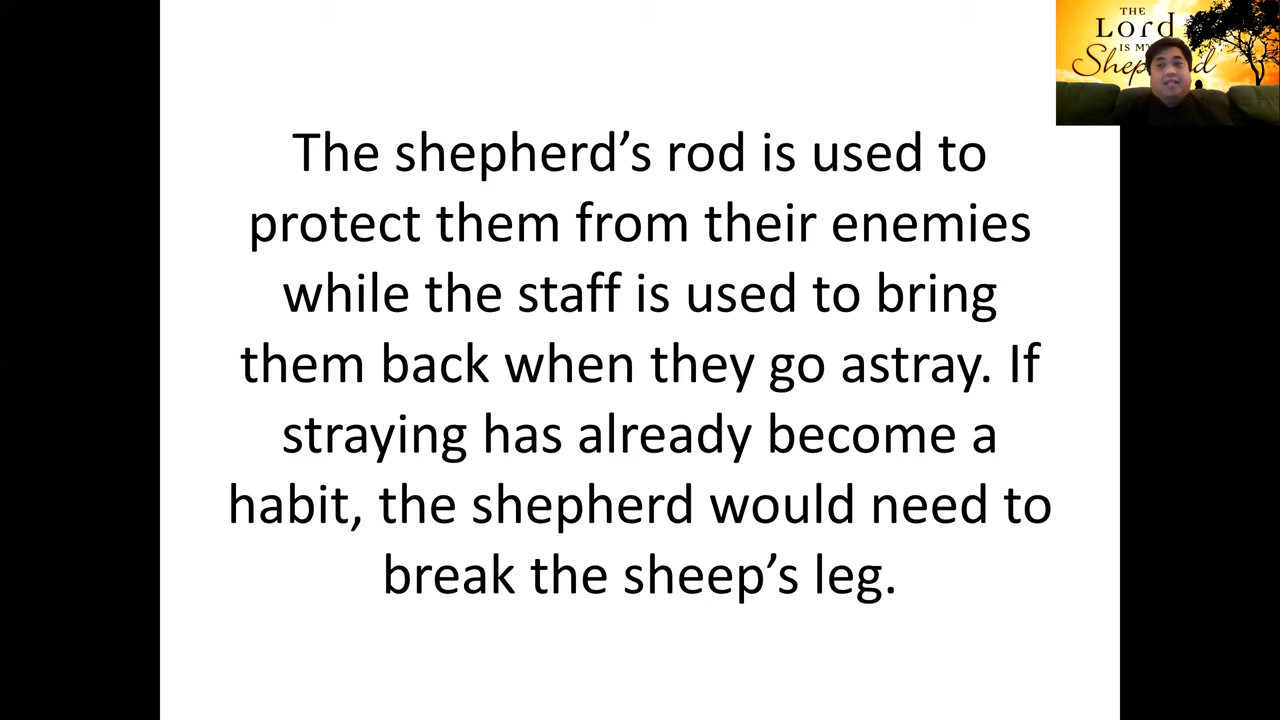 The shepherd’s rod is used to
protect them from their enemies
while the staff is used to bring
them back when they go astray. If
straying has already become a
habit, the shepherd would need to
break the sheep’s leg.
THE
Lord
IS MY